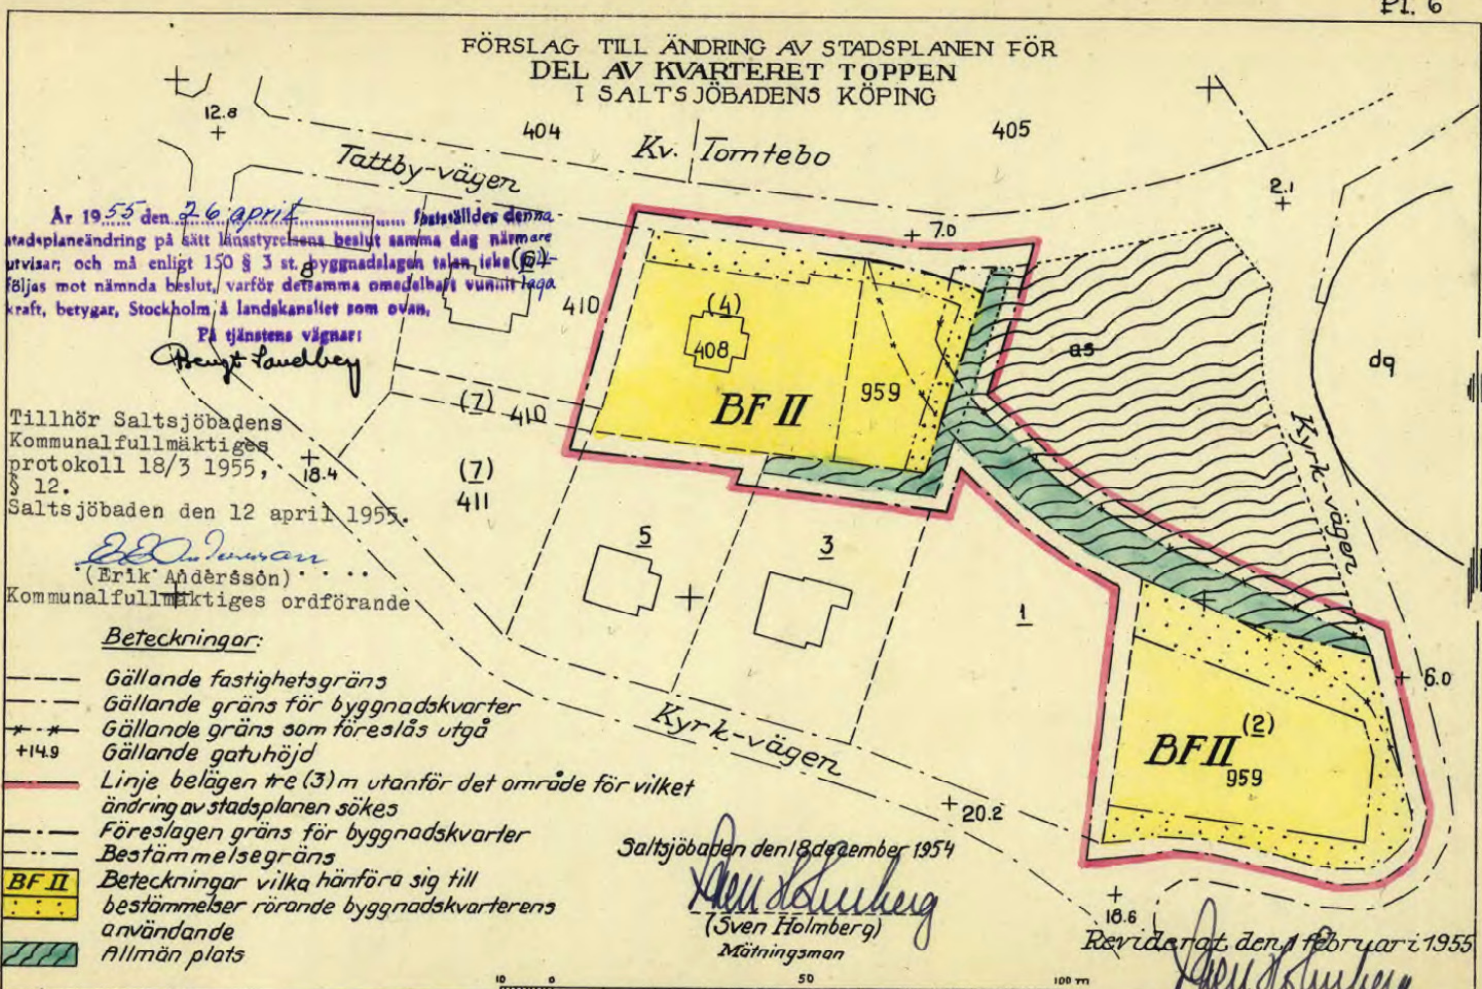 Pl. 6
FÖRSLAG TILL ÄNDRING AV STADSPLANEN FÖR
DEL AV KVARTERET TOPPEN
I SALTSJÖBADENS KÖPING
12.8
404
Kv. Tomtebo
405
Tattby-vägen
2.1
7.0
År 1955 den 26 april fastställdes denna
stadsplaneändring på sätt länsstyrelsens beslut samma dag närmare
utvisar; och må enligt 150 § 3 st. byggnadslagen talan icke full-
följas mot nämnda beslut, varför detsamma omedelbart vunnit laga
kraft, betygar, Stockholm å landskansliet som ovan.
På tjänstens vägnar:
8
(6)
410
(4)
408
959
BF II
as
dq
Kyrk-vägen
(7) 410
(7)
411
18.4
Tillhör Saltsjöbadens
Kommunalfullmäktiges
protokoll 18/3 1955,
§ 12.
Saltsjöbaden den 12 april 1955.
(Erik Andersson)
Kommunalfullmäktiges ordförande
5
3
1
6.0
Kyrk-vägen
BF II (2)
959
20.2
18.6
Beteckningar:
Gällande fastighetsgräns
Gällande gräns för byggnadskvarter
Gällande gräns som föreslås utgå
+14.9 Gällande gatuhöjd
Linje belägen tre (3) m utanför det område för vilket
ändring av stadsplanen sökes
Föreslagen gräns för byggnadskvarter
Bestämmelsegräns
BF II Beteckningar vilka hänföra sig till
bestämmelser rörande byggnadskvarterens
användande
Allmän plats
Saltsjöbaden den 18 december 1954
Sven Holmberg
(Sven Holmberg)
Mätningsman
Reviderat den 1 februari 1955
Sven Holmberg
10 0 50 100 m